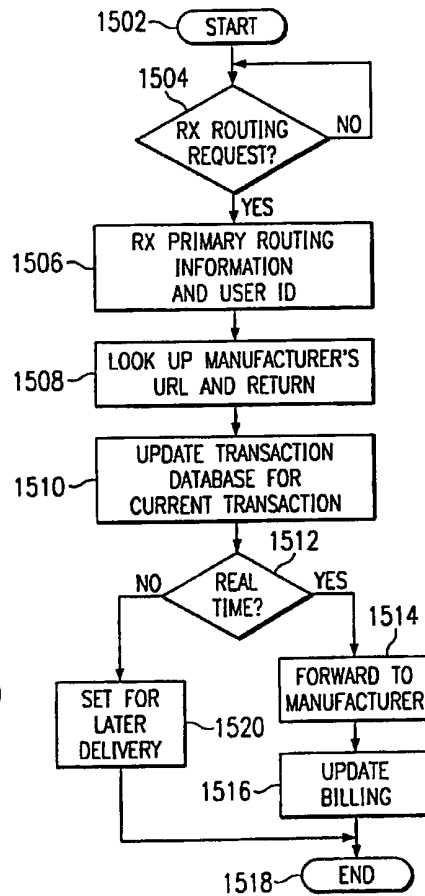 1502
START
1504
RX ROUTING
REQUEST?
NO
YES
1506
RX PRIMARY ROUTING
INFORMATION
AND USER ID
1508
LOOK UP MANUFACTURER'S
URL AND RETURN
1510
UPDATE TRANSACTION
DATABASE FOR
CURRENT TRANSACTION
1512
NO
REAL
TIME?
YES
1514
FORWARD TO
MANUFACTURER
SET FOR
LATER
DELIVERY
1520
1516
UPDATE
BILLING
1518
END